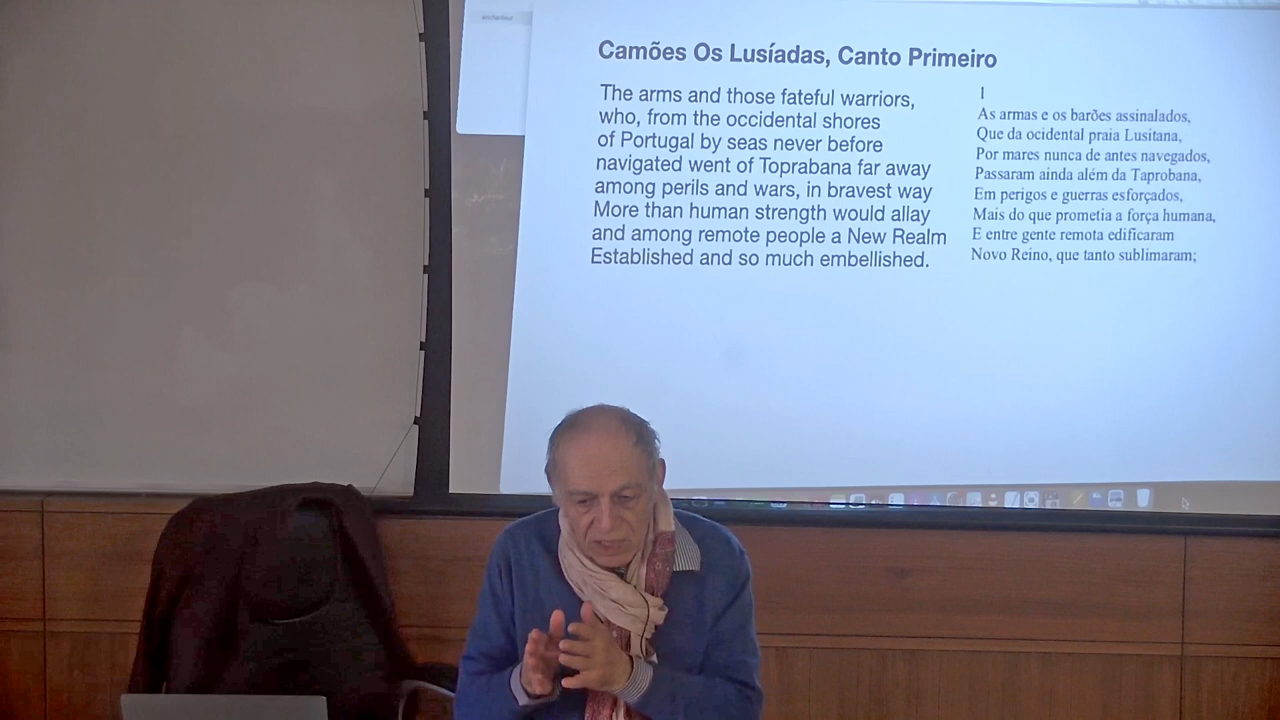 enchanteur
Camões Os Lusíadas, Canto Primeiro
The arms and those fateful warriors,
who, from the occidental shores
of Portugal by seas never before
navigated went of Toprabana far away
among perils and wars, in bravest way
More than human strength would allay
and among remote people a New Realm
Established and so much embellished.
I
As armas e os barões assinalados,
Que da ocidental praia Lusitana,
Por mares nunca de antes navegados,
Passaram ainda além da Taprobana,
Em perigos e guerras esforçados,
Mais do que prometia a força humana,
E entre gente remota edificaram
Novo Reino, que tanto sublimaram;